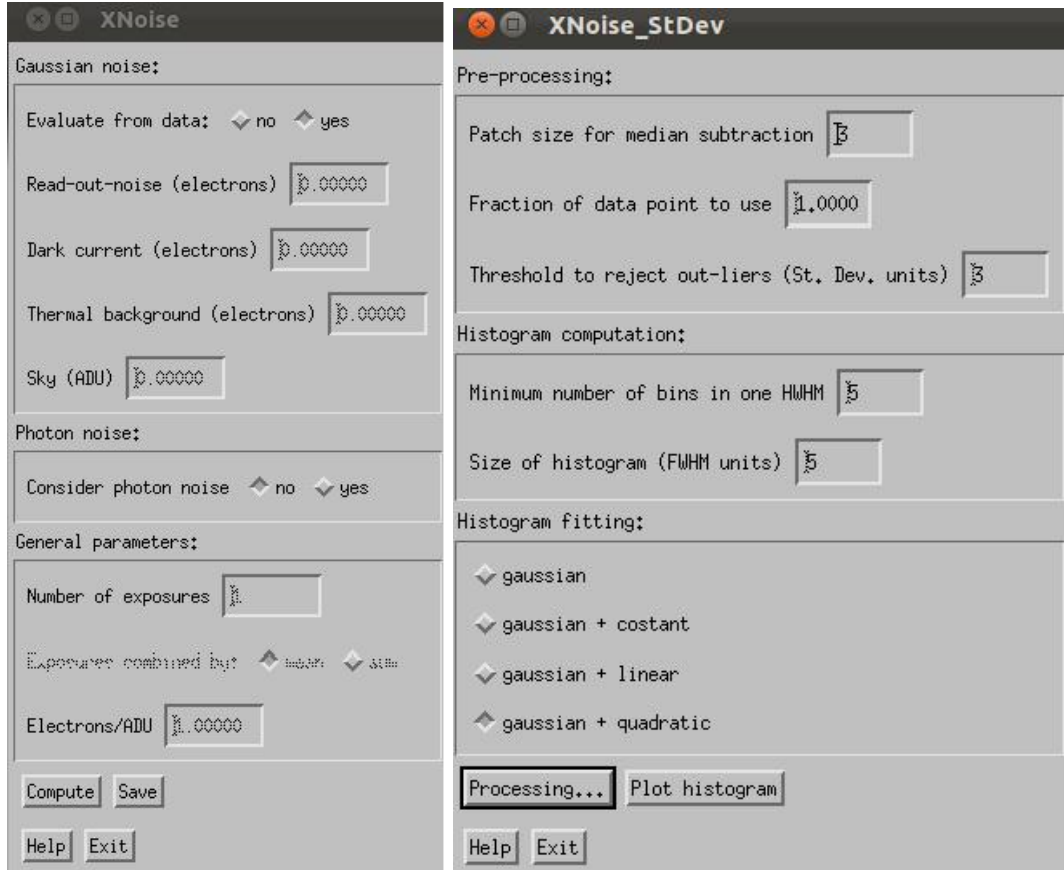 XNoise
Gaussian noise:
Evaluate from data: no yes
Read-out-noise (electrons) 0.00000
Dark current (electrons) 0.00000
Thermal background (electrons) 0.00000
Sky (ADU) 0.00000
Photon noise:
Consider photon noise no yes
General parameters:
Number of exposures 1
Exposures combined by: mean sum
Electrons/ADU 1.00000
Compute Save
Help Exit
XNoise_StDev
Pre-processing:
Patch size for median subtraction 3
Fraction of data point to use 1.0000
Threshold to reject out-liers (St. Dev. units) 3
Histogram computation:
Minimum number of bins in one HWHM 5
Size of histogram (FWHM units) 5
Histogram fitting:
gaussian
gaussian + costant
gaussian + linear
gaussian + quadratic
Processing... Plot histogram
Help Exit